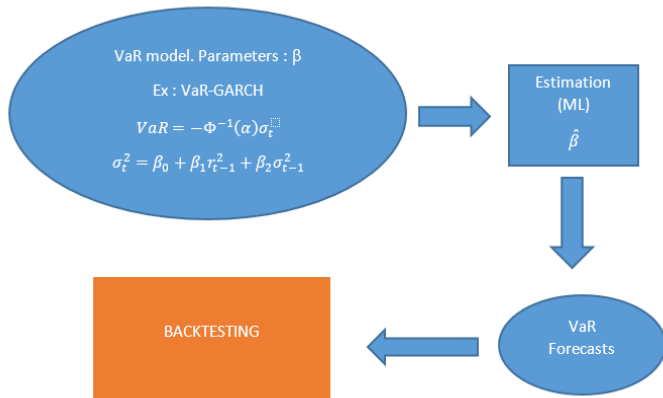 VaR model. Parameters : β
Ex : VaR-GARCH
VaR = −Φ⁻¹(α)σₜ
σₜ² = β₀ + β₁r²ₜ₋₁ + β₂σ²ₜ₋₁
Estimation
(ML)
β̂
VaR
Forecasts
BACKTESTING